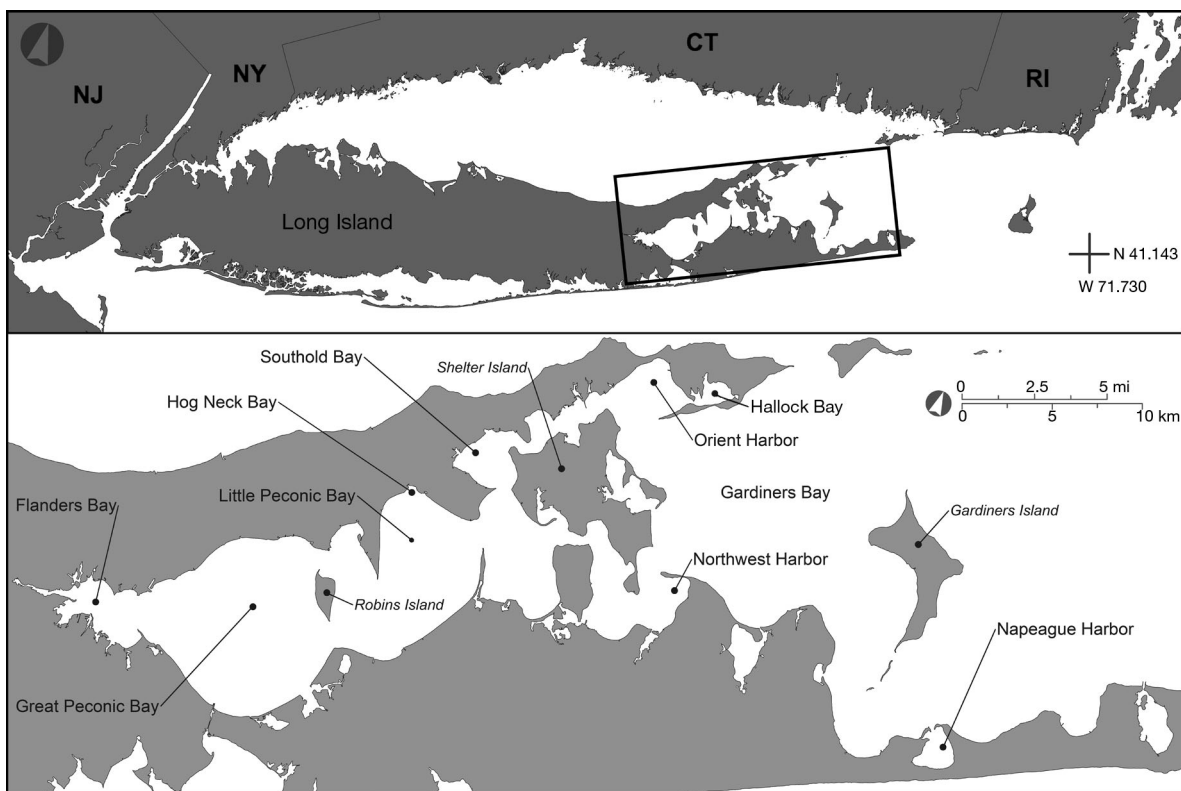 CT
NY
RI
NJ
Long Island
N 41.143
W 71.730
Southold Bay
Shelter Island
Hog Neck Bay
0 2.5 5 mi
0 5 10 km
Hallock Bay
Orient Harbor
Little Peconic Bay
Gardiners Bay
Flanders Bay
Gardiners Island
Northwest Harbor
Robins Island
Napeague Harbor
Great Peconic Bay